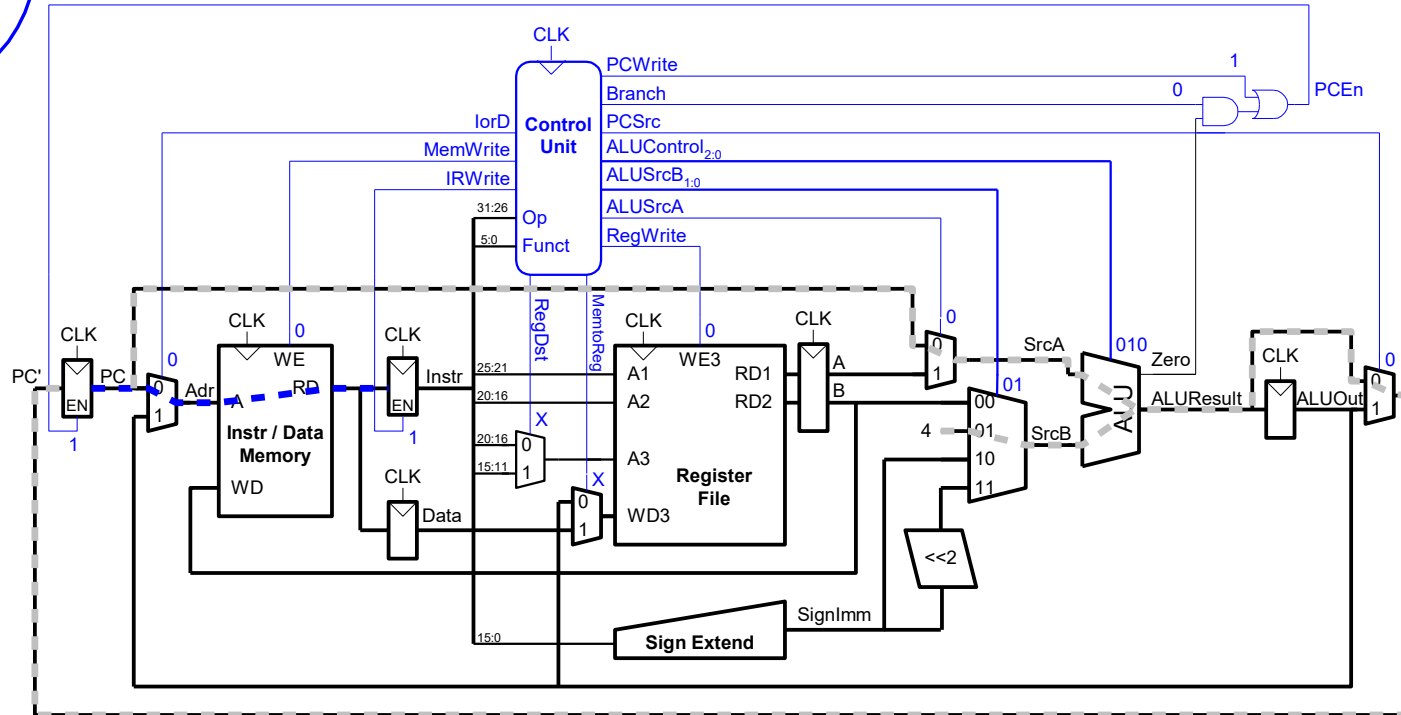 CLK
PCWrite
1
Branch
0
PCEn
IorD
Control
Unit
PCSrc
MemWrite
ALUControl2:0
IRWrite
ALUSrcB1:0
31:26
Op
ALUSrcA
5:0
Funct
RegWrite
RegDst
MemtoReg
CLK
CLK
CLK
CLK
CLK
0
0
0
0
010
0
CLK
PC'
PC
EN
1
0
1
Adr
WE
RD
A
Instr / Data
Memory
WD
EN
1
Instr
25:21
20:16
A1
A2
WE3
RD1
RD2
A
B
0
1
SrcA
Zero
01
00
01
10
11
4
SrcB
ALU
ALUResult
ALUOut
0
1
20:16
15:11
X
0
1
A3
Register
File
CLK
Data
X
0
1
WD3
<<2
SignImm
15:0
Sign Extend